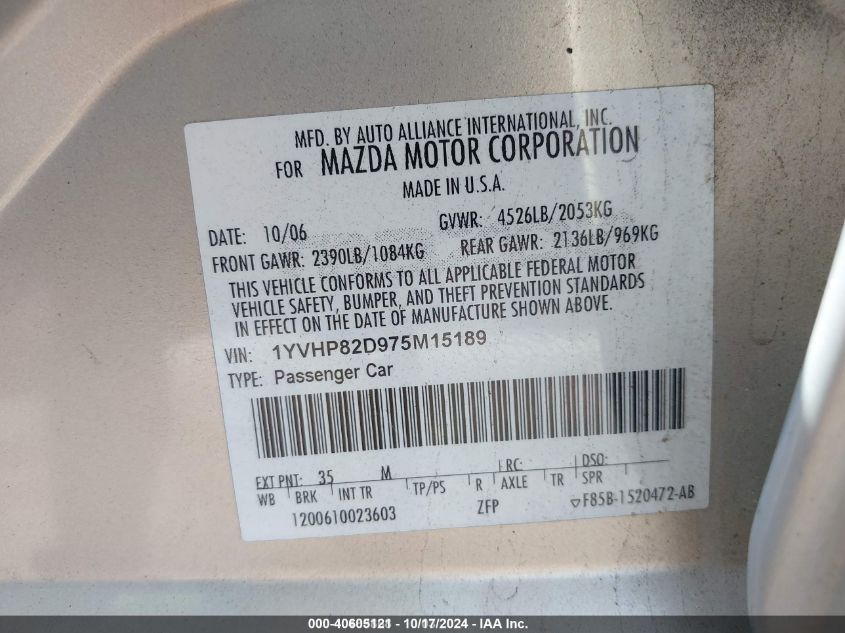 MFD. BY AUTO ALLIANCE INTERNATIONAL, INC.
FOR MAZDA MOTOR CORPORATION
MADE IN U.S.A.
DATE: 10/06 GVWR: 4526LB/2053KG
FRONT GAWR: 2390LB/1084KG REAR GAWR: 2136LB/969KG
THIS VEHICLE CONFORMS TO ALL APPLICABLE FEDERAL MOTOR
VEHICLE SAFETY, BUMPER, AND THEFT PREVENTION STANDARDS
IN EFFECT ON THE DATE OF MANUFACTURE SHOWN ABOVE.
VIN: 1YVHP82D975M15189
TYPE: Passenger Car
EXT PNT: 35 M RC: DSO:
WB BRK INT TR TP/PS R AXLE TR SPR
1200610023603 ZFP ▽F85B-1520472-AB
000-40605121 - 10/17/2024 - IAA Inc.